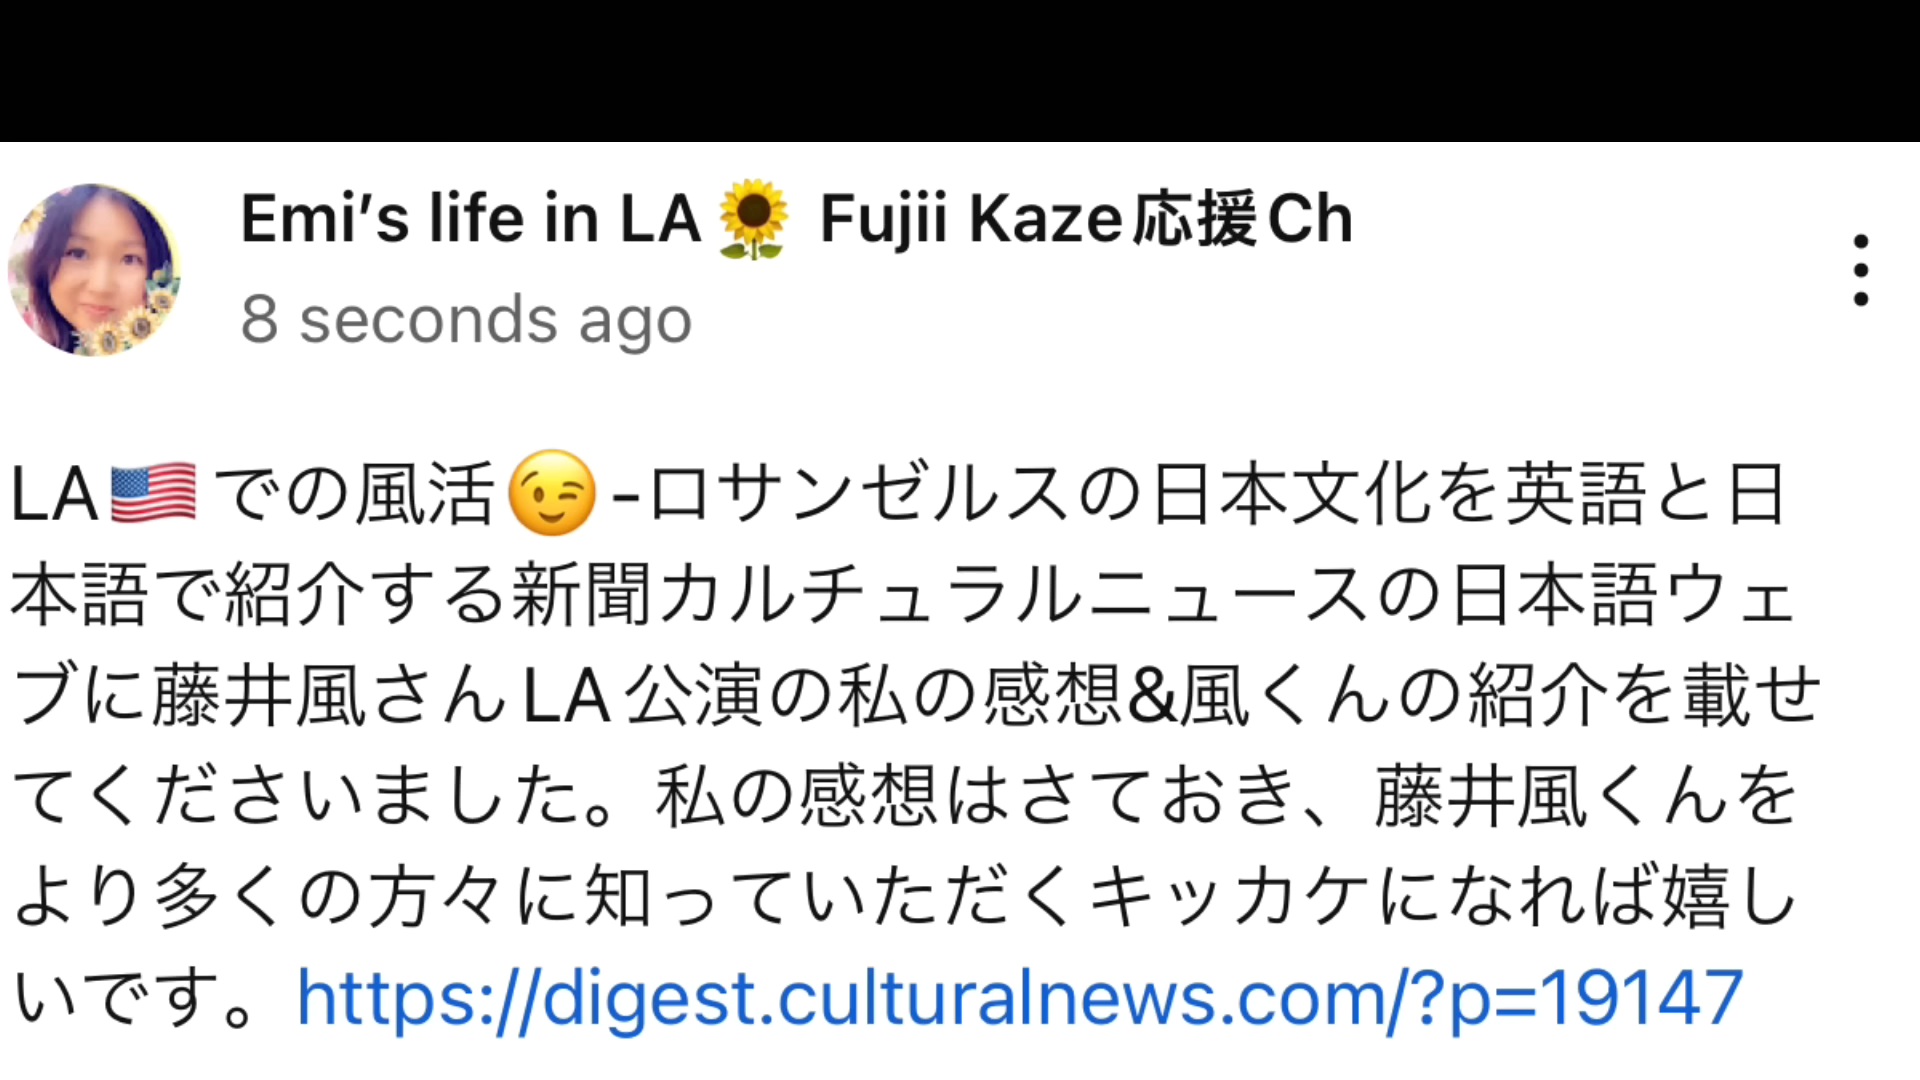 Emi's life in LA🌻 Fujii Kaze応援Ch
8 seconds ago
LA🇺🇸での風活😉-ロサンゼルスの日本文化を英語と日
本語で紹介する新聞カルチュラルニュースの日本語ウェ
ブに藤井風さんLA公演の私の感想&風くんの紹介を載せ
てくださいました。私の感想はさておき、藤井風くんを
より多くの方々に知っていただくキッカケになれば嬉し
いです。https://digest.culturalnews.com/?p=19147